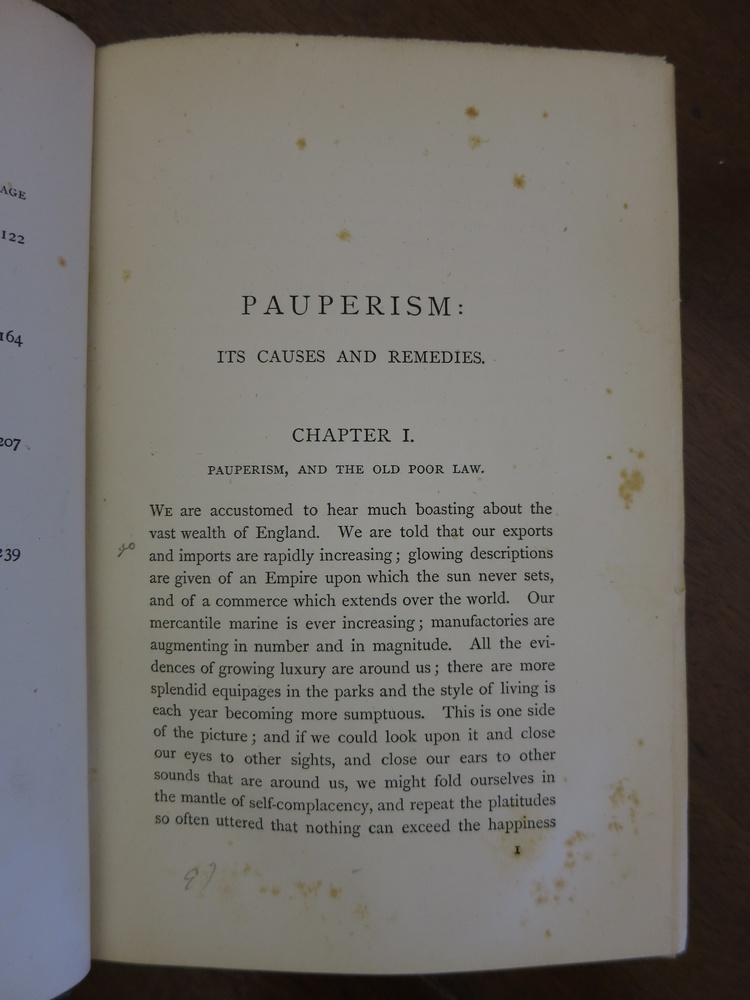 AGE
122
164
207
239
PAUPERISM:
ITS CAUSES AND REMEDIES.
CHAPTER I.
PAUPERISM, AND THE OLD POOR LAW.
WE are accustomed to hear much boasting about the
vast wealth of England. We are told that our exports
and imports are rapidly increasing; glowing descriptions
are given of an Empire upon which the sun never sets,
and of a commerce which extends over the world. Our
mercantile marine is ever increasing; manufactories are
augmenting in number and in magnitude. All the evi-
dences of growing luxury are around us; there are more
splendid equipages in the parks and the style of living is
each year becoming more sumptuous. This is one side
of the picture; and if we could look upon it and close
our eyes to other sights, and close our ears to other
sounds that are around us, we might fold ourselves in
the mantle of self-complacency, and repeat the platitudes
so often uttered that nothing can exceed the happiness
1